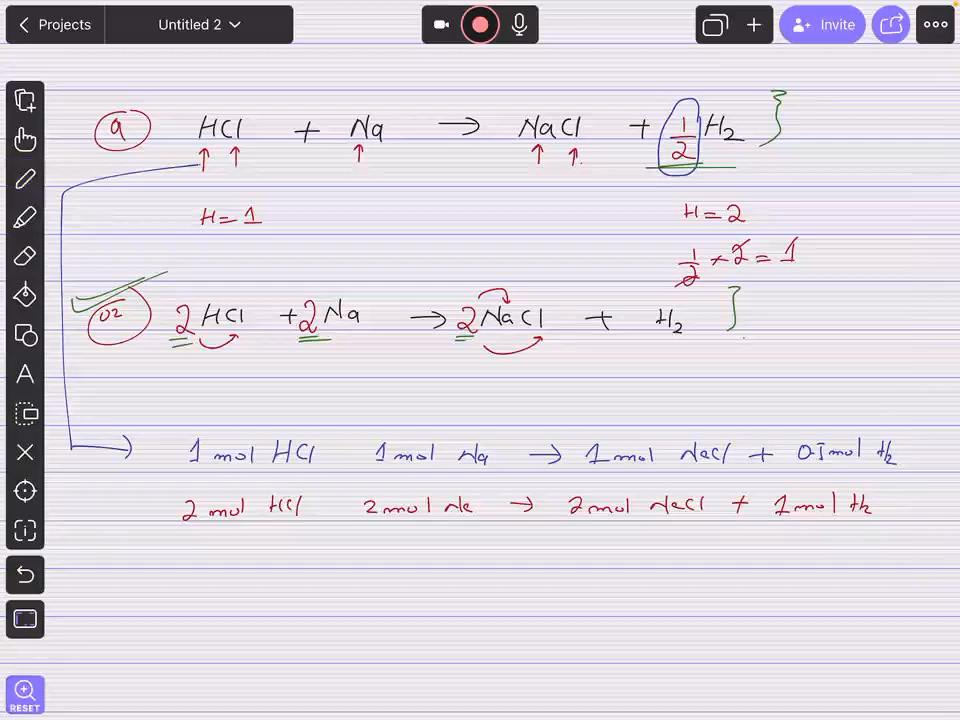 Projects Untitled 2 Invite
a HCl + Na → NaCl + 1/2 H₂ }
H = 1 H = 2
1/2 × 2 = 1
02 2HCl + 2Na → 2NaCl + H₂ }
1 mol HCl 1 mol Na → 1 mol NaCl + 0.5 mol H₂
2 mol HCl 2 mol Na → 2 mol NaCl + 1 mol H₂
RESET